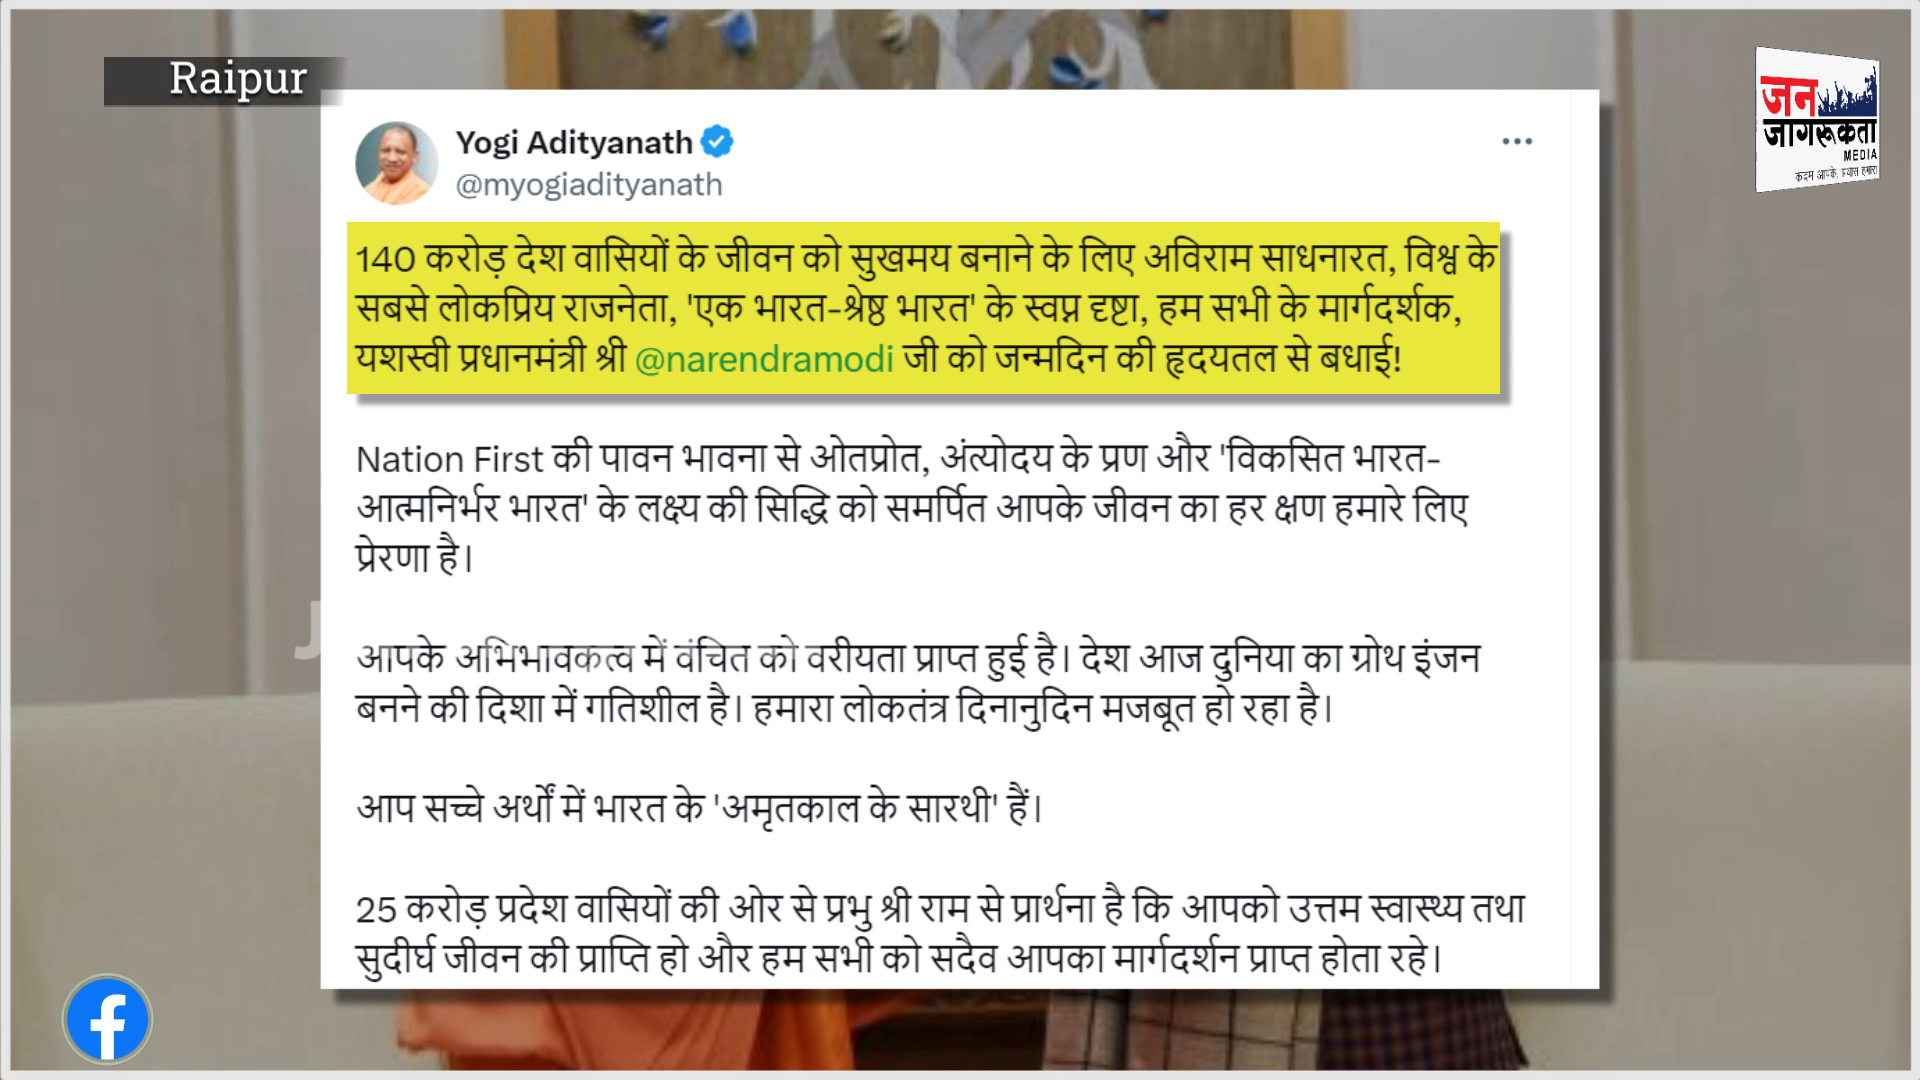 Raipur
जन
जागरूकता
MEDIA
कदम आपके, प्रयास हमारा
Yogi Adityanath
@myogiadityanath
140 करोड़ देश वासियों के जीवन को सुखमय बनाने के लिए अविराम साधनारत, विश्व के
सबसे लोकप्रिय राजनेता, 'एक भारत-श्रेष्ठ भारत' के स्वप्न दृष्टा, हम सभी के मार्गदर्शक,
यशस्वी प्रधानमंत्री श्री @narendramodi जी को जन्मदिन की हृदयतल से बधाई!
Nation First की पावन भावना से ओतप्रोत, अंत्योदय के प्रण और 'विकसित भारत-
आत्मनिर्भर भारत' के लक्ष्य की सिद्धि को समर्पित आपके जीवन का हर क्षण हमारे लिए
प्रेरणा है।
आपके अभिभावकत्व में वंचित को वरीयता प्राप्त हुई है। देश आज दुनिया का ग्रोथ इंजन
बनने की दिशा में गतिशील है। हमारा लोकतंत्र दिनानुदिन मजबूत हो रहा है।
आप सच्चे अर्थों में भारत के 'अमृतकाल के सारथी' हैं।
25 करोड़ प्रदेश वासियों की ओर से प्रभु श्री राम से प्रार्थना है कि आपको उत्तम स्वास्थ्य तथा
सुदीर्घ जीवन की प्राप्ति हो और हम सभी को सदैव आपका मार्गदर्शन प्राप्त होता रहे।